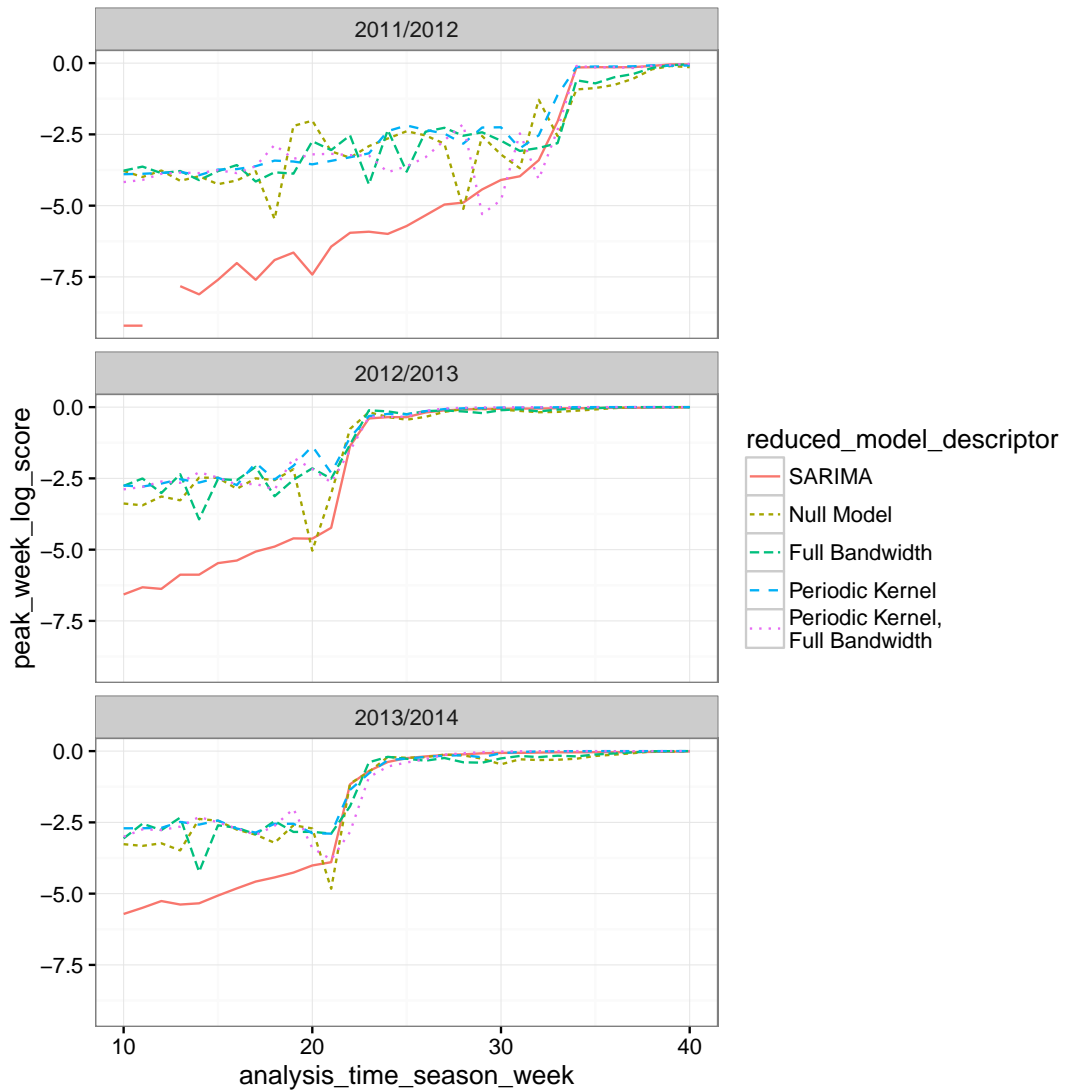 2011/2012
0.0
−2.5
−5.0
−7.5
2012/2013
0.0
−2.5
−5.0
−7.5
2013/2014
0.0
−2.5
−5.0
−7.5
10 20 30 40
analysis_time_season_week
peak_week_log_score
reduced_model_descriptor
SARIMA
Null Model
Full Bandwidth
Periodic Kernel
Periodic Kernel,
Full Bandwidth